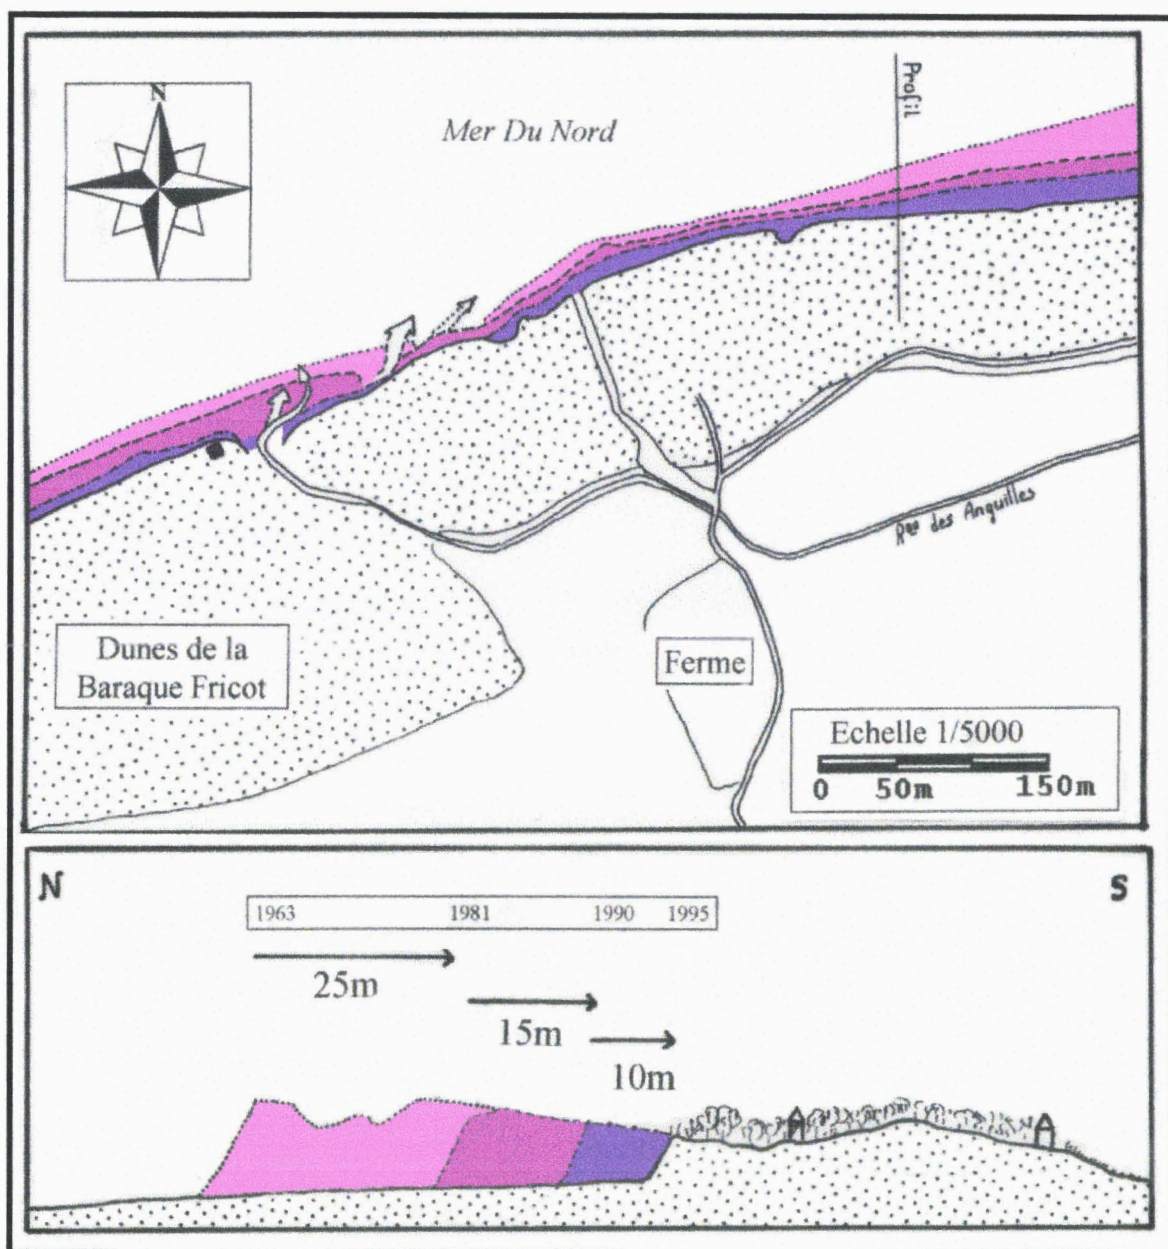 N
Mer Du Nord
Profil
Rau des Anguilles
Dunes de la
Baraque Fricot
Ferme
Echelle 1/5000
0 50m 150m
N
S
1963 1981 1990 1995
25m
15m
10m